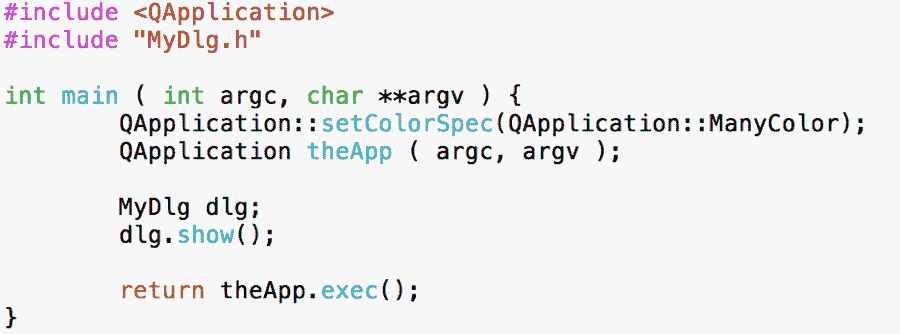 #include <QApplication>
#include "MyDlg.h"
int main ( int argc, char **argv ) {
QApplication::setColorSpec(QApplication::ManyColor);
QApplication theApp ( argc, argv );
MyDlg dlg;
dlg.show();
return theApp.exec();
}